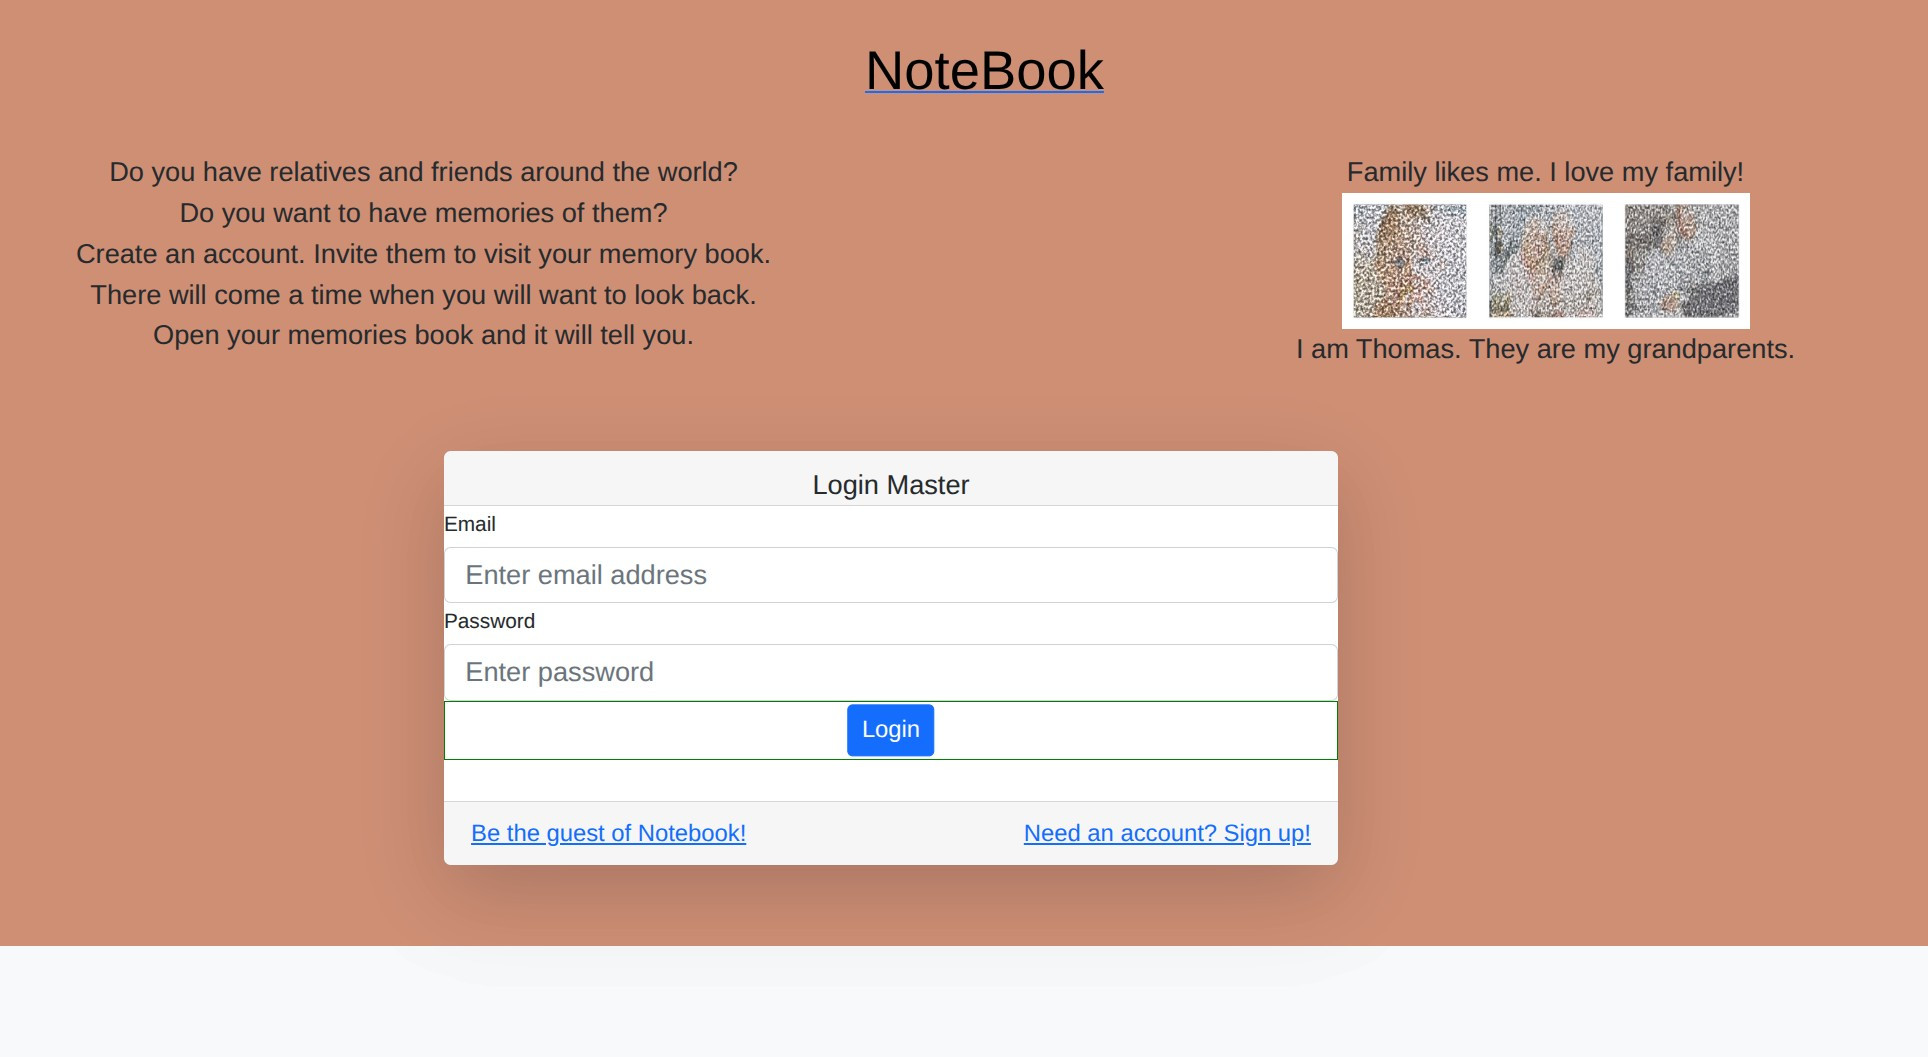 NoteBook
Do you have relatives and friends around the world?
Do you want to have memories of them?
Create an account. Invite them to visit your memory book.
There will come a time when you will want to look back.
Open your memories book and it will tell you.
Family likes me. I love my family!
I am Thomas. They are my grandparents.
Login Master
Email
Enter email address
Password
Enter password
Login
Be the guest of Notebook!
Need an account? Sign up!